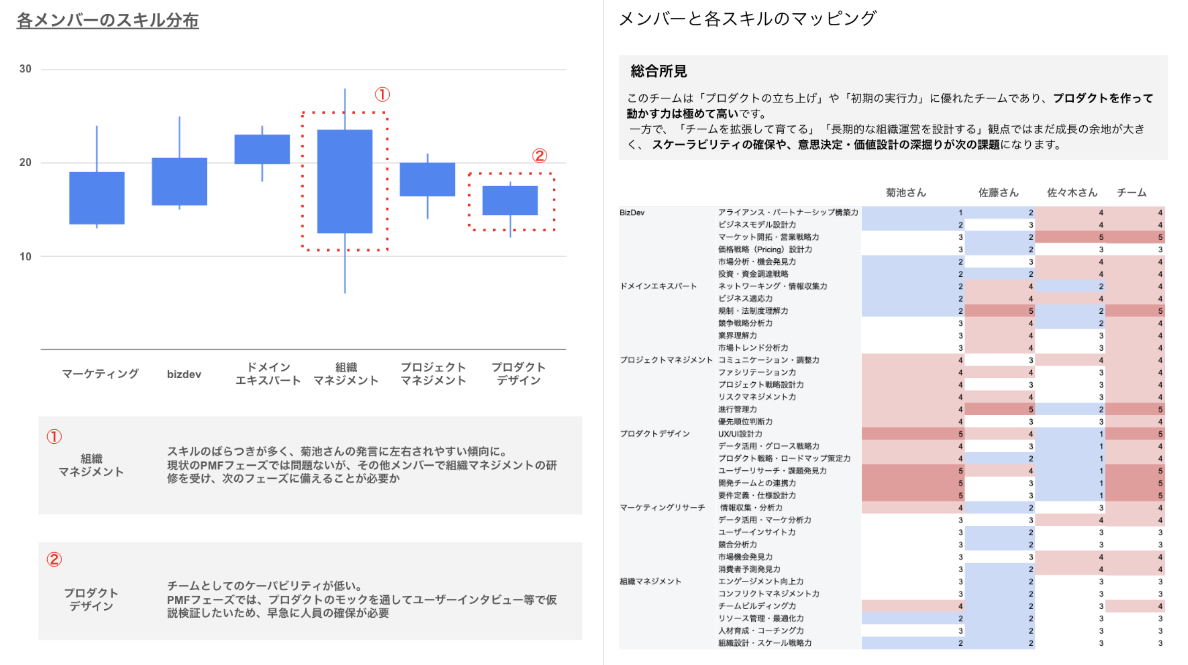 各メンバーのスキル分布
30
20
10
①
②
マーケティング
bizdev
ドメイン
エキスパート
組織
マネジメント
プロジェクト
マネジメント
プロダクト
デザイン
①
組織
マネジメント
スキルのばらつきが多く、菊池さんの発言に左右されやすい傾向に。
現状のPMFフェーズでは問題ないが、その他メンバーで組織マネジメントの研
修を受け、次のフェーズに備えることが必要か
②
プロダクト
デザイン
チームとしてのケーパビリティが低い。
PMFフェーズでは、プロダクトのモックを通してユーザーインタビュー等で仮
説検証したいため、早急に人員の確保が必要
メンバーと各スキルのマッピング
総合所見
このチームは「プロダクトの立ち上げ」や「初期の実行力」に優れたチームであり、プロダクトを作って
動かす力は極めて高いです。
一方で、「チームを拡張して育てる」「長期的な組織運営を設計する」観点ではまだ成長の余地が大き
く、 スケーラビリティの確保や、意思決定・価値設計の深掘りが次の課題になります。
菊池さん 佐藤さん 佐々木さん チーム
BizDev アライアンス・パートナーシップ構築力 1 2 4 4
ビジネスモデル設計力 2 3 4 4
マーケット開拓・営業戦略力 3 2 5 5
価格戦略（Pricing）設計力 3 2 3 3
市場分析・機会発見力 2 3 4 4
投資・資金調達戦略 2 2 4 4
ドメインエキスパート ネットワーキング・情報収集力 2 4 2 4
ビジネス適応力 2 4 4 4
規制・法制度理解力 2 5 2 5
競争戦略分析力 3 4 2 4
業界理解力 3 4 3 4
市場トレンド分析力 3 4 3 4
プロジェクトマネジメント コミュニケーション・調整力 4 3 4 4
ファシリテーション力 4 4 3 4
プロジェクト戦略設計力 4 3 3 4
リスクマネジメント力 4 4 3 4
進行管理力 4 5 2 5
優先順位判断力 4 3 3 4
プロダクトデザイン UX/UI設計力 5 4 1 5
データ活用・グロース戦略力 4 3 1 4
プロダクト戦略・ロードマップ策定力 4 2 1 4
ユーザーリサーチ・課題発見力 5 4 1 5
開発チームとの連携力 5 3 1 5
要件定義・仕様設計力 5 3 1 5
マーケティングリサーチ 情報収集・分析力 4 2 3 4
データ活用・マーケ分析力 3 3 4 4
ユーザーインサイト力 3 2 3 3
競合分析力 3 2 3 3
市場機会発見力 3 3 4 4
消費者予測発見力 3 2 4 4
組織マネジメント エンゲージメント向上力 3 2 3 3
コンフリクトマネジメント力 3 2 3 3
チームビルディング力 4 2 3 4
リソース管理・最適化力 2 2 3 3
人材育成・コーチング力 3 2 3 3
組織設計・スケール戦略力 2 2 3 3